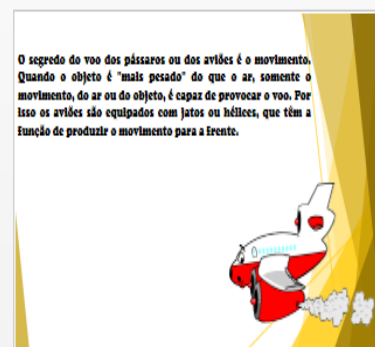 O segredo do voo dos pássaros ou dos aviões é o movimento.
Quando o objeto é "mais pesado" do que o ar, somente o
movimento, do ar ou do objeto, é capaz de provocar o voo. Por
isso os aviões são equipados com jatos ou hélices, que têm a
função de produzir o movimento para a frente.